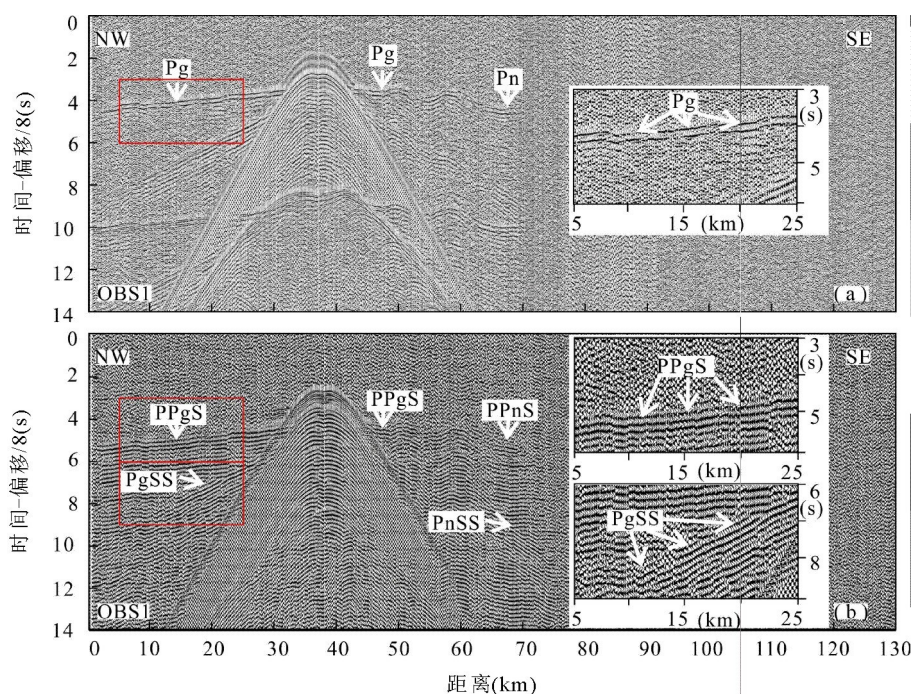 0
2
4
6
8
10
12
14
时间-偏移/8(s)
NW
SE
Pg
Pg
Pn
OBS1
(a)
Pg
3
(s)
5
5
15
(km)
25
0
2
4
6
8
10
12
14
时间-偏移/8(s)
NW
SE
PPgS
PPgS
PPnS
PgSS
PnSS
OBS1
(b)
PPgS
3
(s)
5
5
15
(km)
25
PgSS
6
(s)
8
5
15
(km)
25
0 10 20 30 40 50 60 70 80 90 100 110 120 130
距离(km)